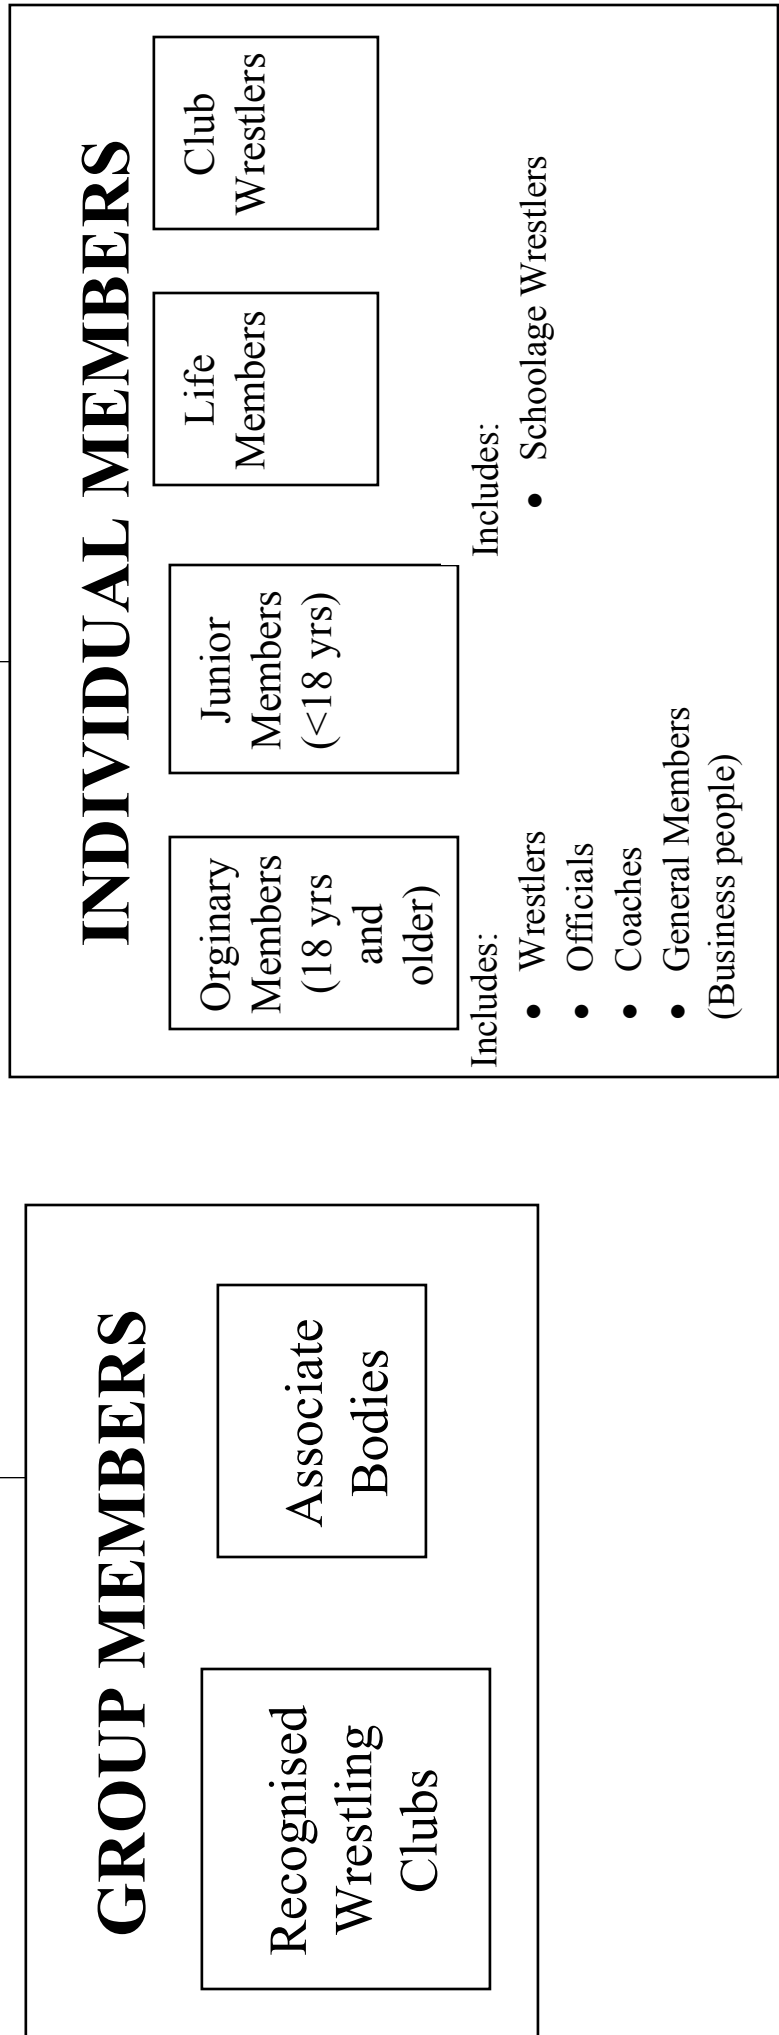 GROUP MEMBERS
Recognised
Wrestling
Clubs
Associate
Bodies
INDIVIDUAL MEMBERS
Orginary
Members
(18 yrs
and
older)
Includes:
• Wrestlers
• Officials
• Coaches
• General Members
(Business people)
Junior
Members
(<18 yrs)
Includes:
• Schoolage Wrestlers
Life
Members
Club
Wrestlers